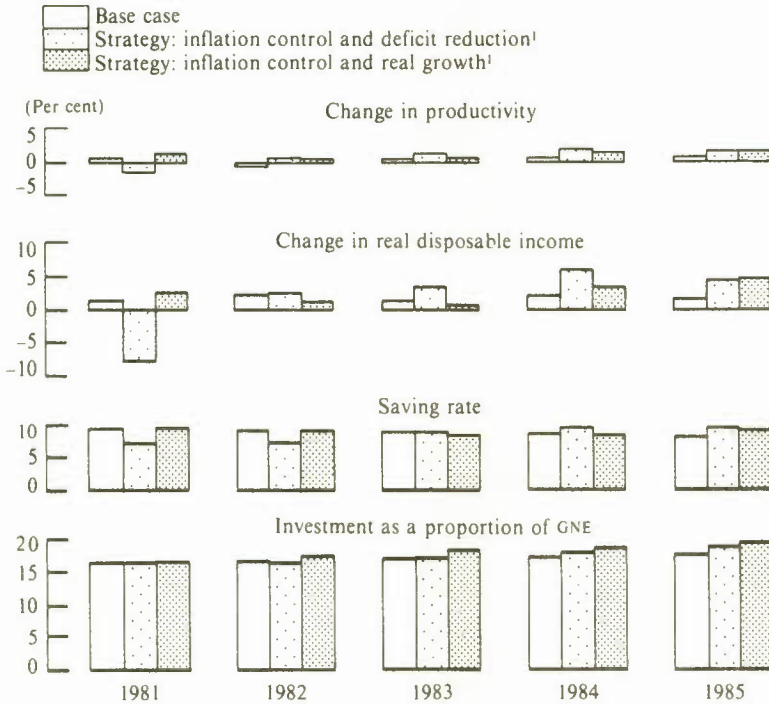 Base case
Strategy: inflation control and deficit reduction¹
Strategy: inflation control and real growth¹
(Per cent)
Change in productivity
5
0
−5
Change in real disposable income
10
5
0
−5
−10
Saving rate
10
5
0
Investment as a proportion of GNE
20
15
10
5
0
1981 1982 1983 1984 1985